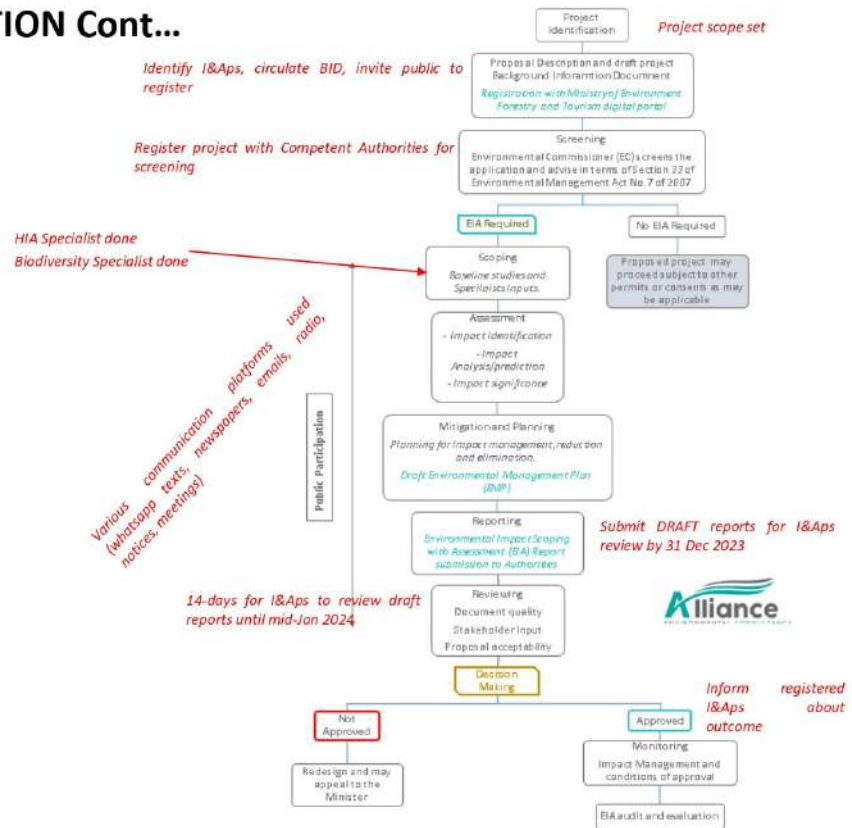 TION Cont...
Project
Identification
Project scope set
Identify I&Aps, circulate BID, invite public to
register
Proposal Description and draft project
Background Inforamtion Document
Registration with Ministryof Environment
Forestry and Tourism digital portal
Register project with Competent Authorities for
screening
Screening
Environmental Commissioner (EC) screens the
application and advise in terms of Section 33 of
Environmental Management Act No.7 of 2007
EIA Required
No EIA Required
HIA Specialist done
Biodiversity Specialist done
Scoping
Baseline studies and
Specilaists Inputs.
Proposed project may
proceed subject to other
permits or consents as may
be applicable
Assessment
- Impact Identification
- Impact
Analysis/prediction
- Impact significance
Various communication platforms used
(whatsapp texts, newspapers, emails, radio,
notices, meetings)
Public Participation
Mitigation and Planning
Planning for Impact management, reduction
and elimination.
Draft Environmental Management Plan
(EMP)
Reporting
Environmental Impact Scoping
with Assessment (EIA) Report
submission to Authorities
Submit DRAFT reports for I&Aps
review by 31 Dec 2023
14-days for I&Aps to review draft
reports until mid-Jan 2024
Reviewing
Document quality
Stakeholder Input
Proposal acceptability
Alliance
ENVIRONMENTAL CONSULTANCY
Decision
Making
Inform registered
I&Aps about
outcome
Not
Approved
Approved
Redesign and may
appeal to the
Minister
Monitoring
Impact Management and
conditions of approval
EIA audit and evaluation